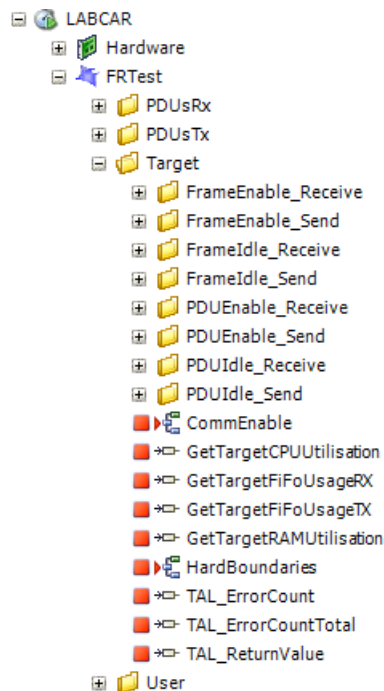 LABCAR
Hardware
FRTest
PDUsRx
PDUsTx
Target
FrameEnable_Receive
FrameEnable_Send
FrameIdle_Receive
FrameIdle_Send
PDUEnable_Receive
PDUEnable_Send
PDUIdle_Receive
PDUIdle_Send
CommEnable
GetTargetCPUUtilisation
GetTargetFiFoUsageRX
GetTargetFiFoUsageTX
GetTargetRAMUtilisation
HardBoundaries
TAL_ErrorCount
TAL_ErrorCountTotal
TAL_ReturnValue
User